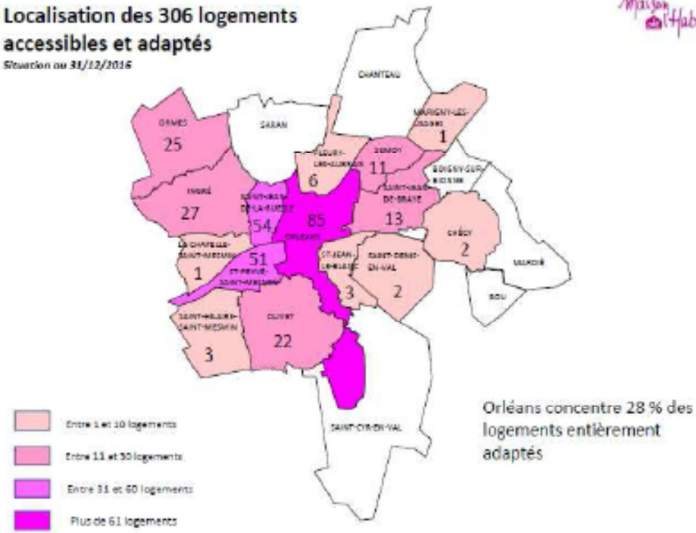 Localisation des 306 logements
accessibles et adaptés
Situation au 31/12/2016
Maison
CHANTEAU
ORMES
25
SARAN
MARIGNY-LES-
USAGES
1
FLEURY-
LES-AUBRAIS
6
SEMOY
11
BOIGNY-SUR-
BIONNE
INGRÉ
27
SAINT-JEAN-
DE-LA-RUELLE
54
85
ORLEANS
SAINT-JEAN-
DE-BRAYE
13
CHÉCY
2
MARDIÉ
LA CHAPELLE-
SAINT-MESMIN
1
51
ST-PRYVÉ-
SAINT-MESMIN
ST-JEAN-
LE-BLANC
3
SAINT-DENIS-
EN-VAL
2
BOU
SAINT-HILAIRE-
SAINT-MESMIN
3
OLIVET
22
SAINT-CYR-EN-VAL
Entre 1 et 10 logements
Entre 11 et 30 logements
Entre 31 et 60 logements
Plus de 61 logements
Orléans concentre 28 % des
logements entièrement
adaptés